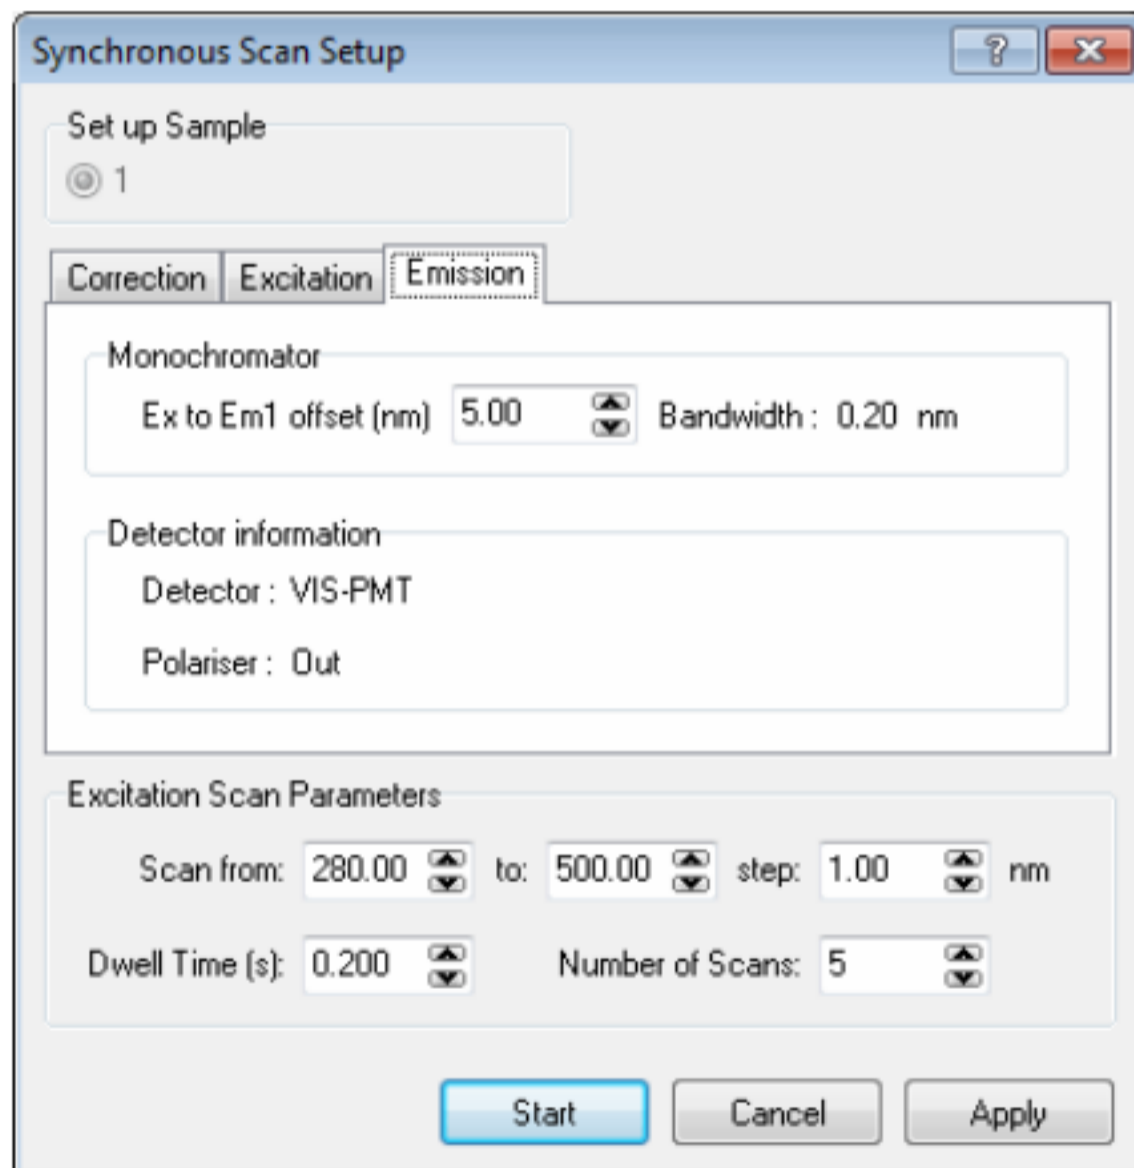 Synchronous Scan Setup ?
Set up Sample
1
Correction Excitation Emission
Monochromator
Ex to Em1 offset (nm) 5.00 Bandwidth : 0.20 nm
Detector information
Detector : VIS-PMT
Polariser : Out
Excitation Scan Parameters
Scan from: 280.00 to: 500.00 step: 1.00 nm
Dwell Time (s): 0.200 Number of Scans: 5
Start Cancel Apply